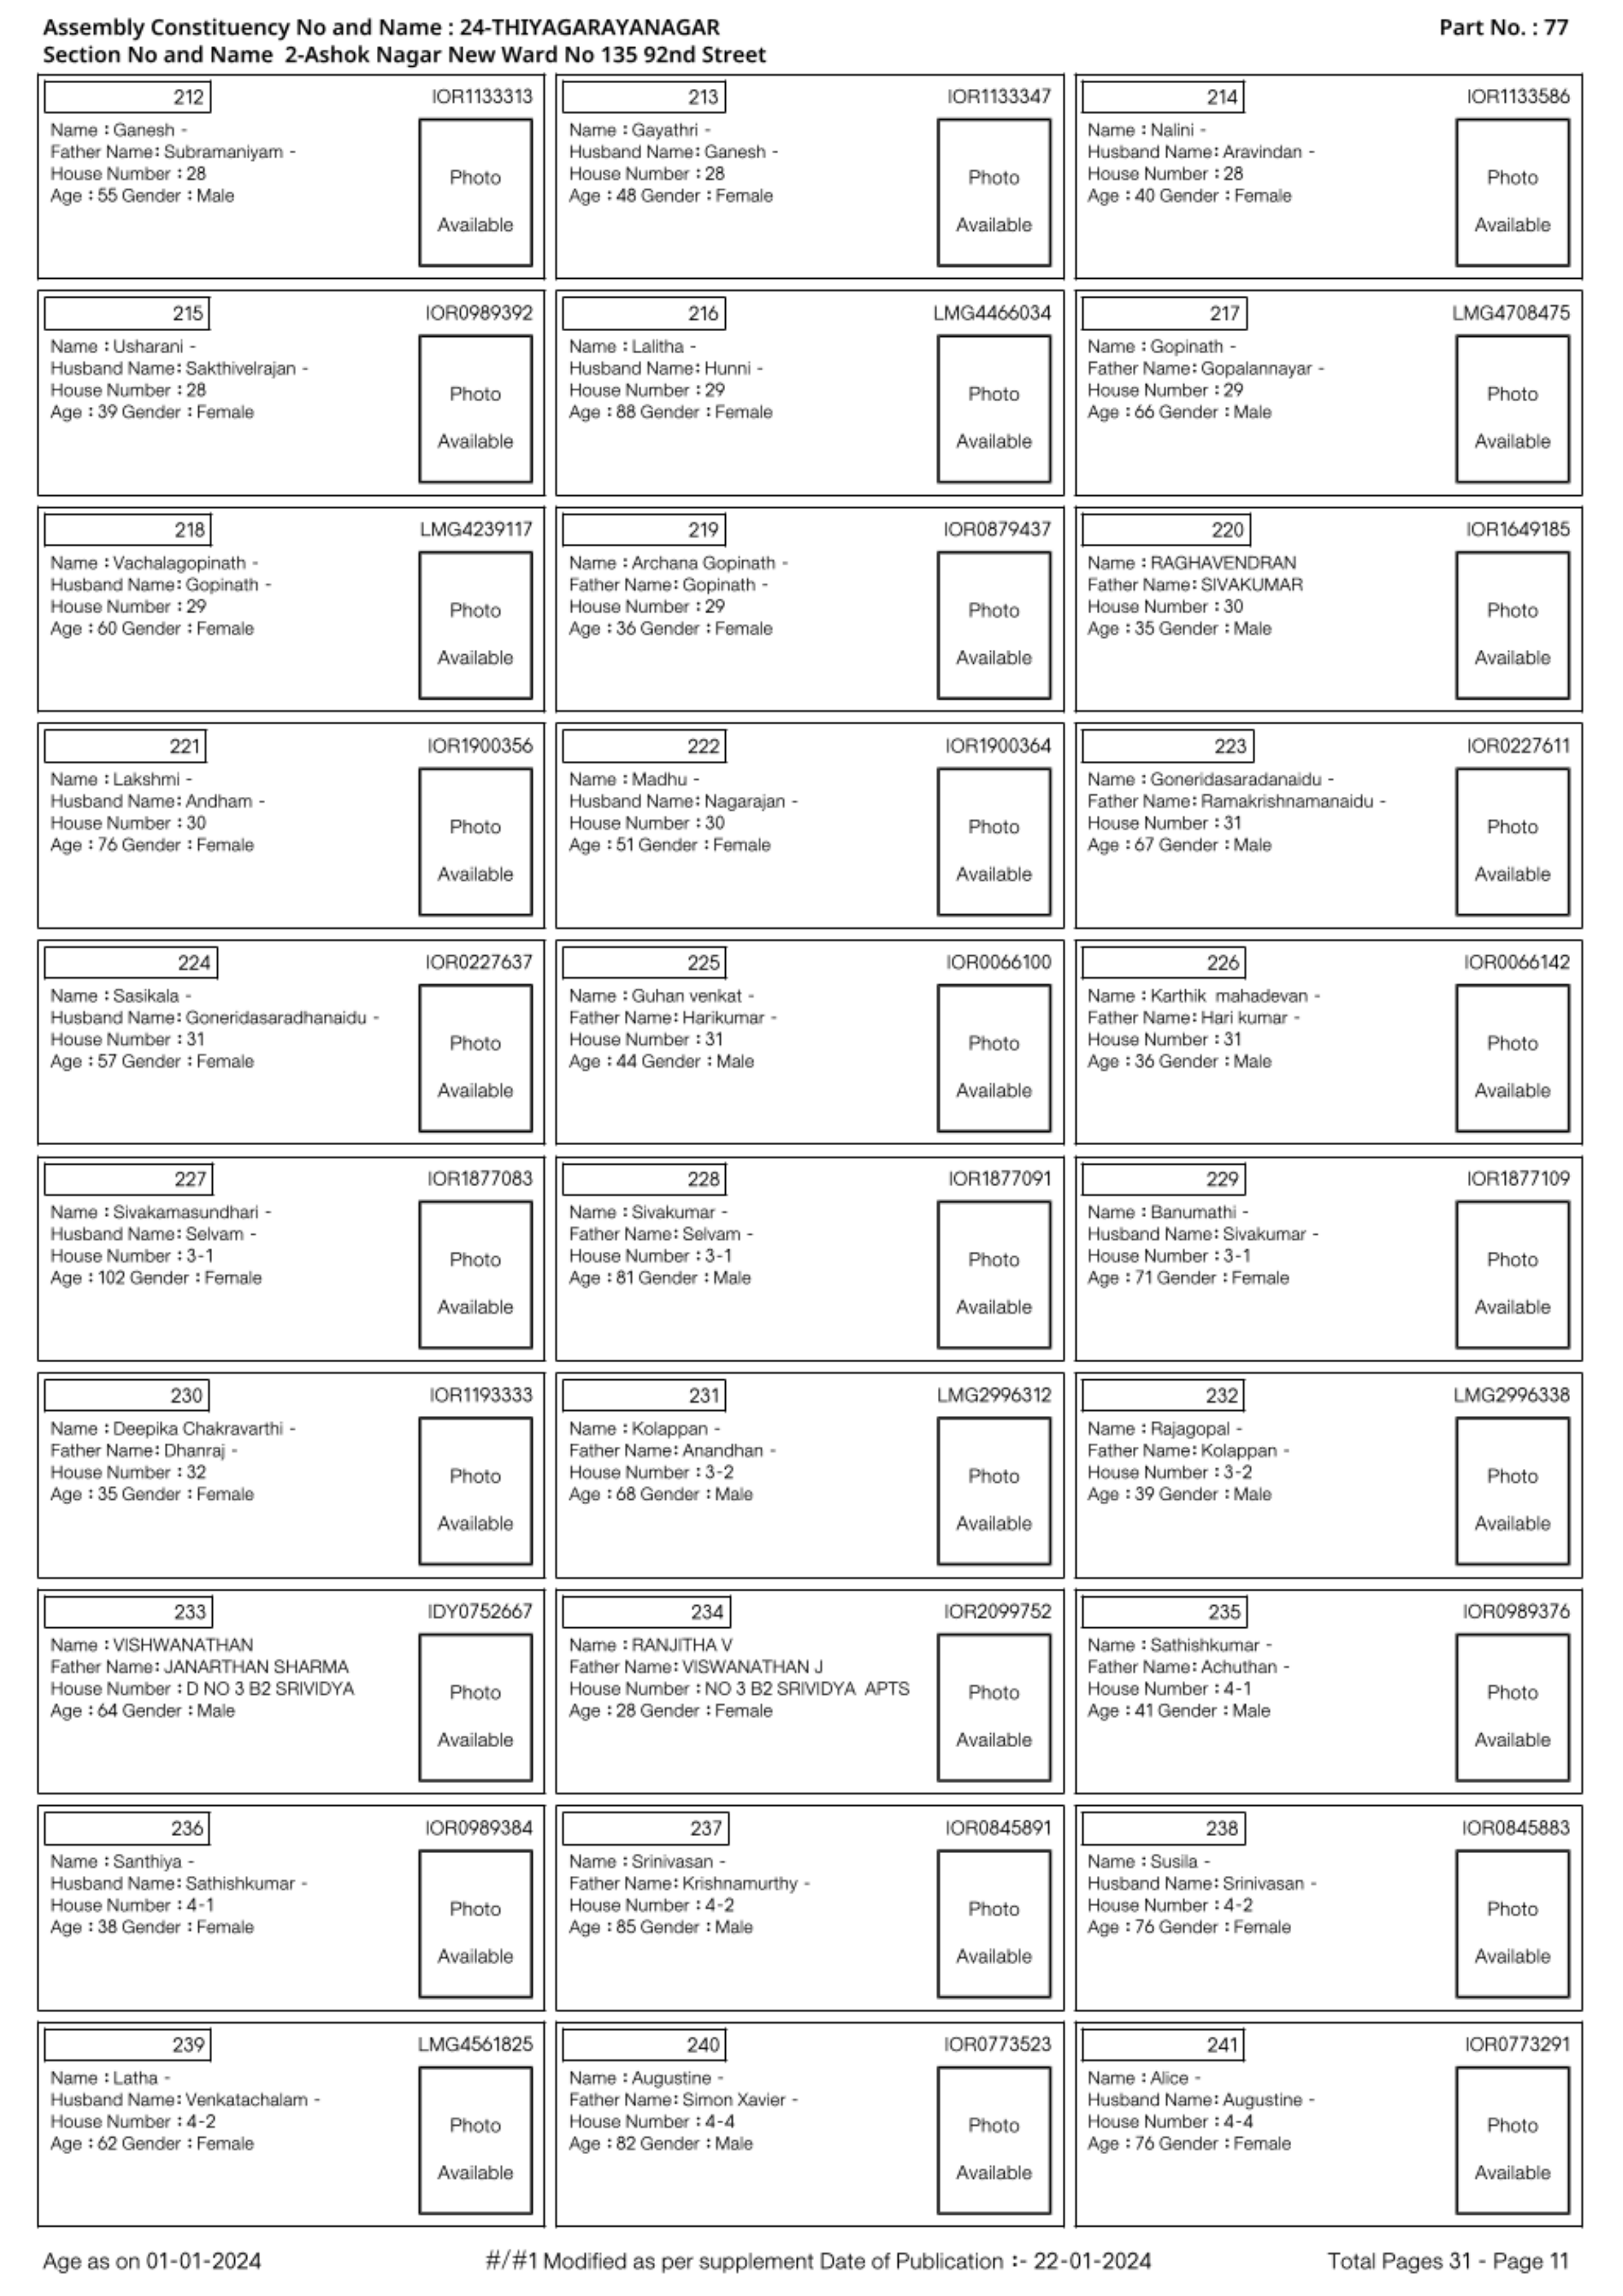 Assembly Constituency No and Name : 24-THIYAGARAYANAGAR Part No. : 77
Section No and Name 2-Ashok Nagar New Ward No 135 92nd Street
212 IOR1133313
Name : Ganesh -
Father Name: Subramaniyam -
House Number : 28
Age : 55 Gender : Male
Photo
Available
213 IOR1133347
Name : Gayathri -
Husband Name: Ganesh -
House Number : 28
Age : 48 Gender : Female
Photo
Available
214 IOR1133586
Name : Nalini -
Husband Name: Aravindan -
House Number : 28
Age : 40 Gender : Female
Photo
Available
215 IOR0989392
Name : Usharani -
Husband Name: Sakthivelrajan -
House Number : 28
Age : 39 Gender : Female
Photo
Available
216 LMG4466034
Name : Lalitha -
Husband Name: Hunni -
House Number : 29
Age : 88 Gender : Female
Photo
Available
217 LMG4708475
Name : Gopinath -
Father Name: Gopalannayar -
House Number : 29
Age : 66 Gender : Male
Photo
Available
218 LMG4239117
Name : Vachalagopinath -
Husband Name: Gopinath -
House Number : 29
Age : 60 Gender : Female
Photo
Available
219 IOR0879437
Name : Archana Gopinath -
Father Name: Gopinath -
House Number : 29
Age : 36 Gender : Female
Photo
Available
220 IOR1649185
Name : RAGHAVENDRAN
Father Name: SIVAKUMAR
House Number : 30
Age : 35 Gender : Male
Photo
Available
221 IOR1900356
Name : Lakshmi -
Husband Name: Andham -
House Number : 30
Age : 76 Gender : Female
Photo
Available
222 IOR1900364
Name : Madhu -
Husband Name: Nagarajan -
House Number : 30
Age : 51 Gender : Female
Photo
Available
223 IOR0227611
Name : Goneridasaradanaidu -
Father Name: Ramakrishnamanaidu -
House Number : 31
Age : 67 Gender : Male
Photo
Available
224 IOR0227637
Name : Sasikala -
Husband Name: Goneridasaradhanaidu -
House Number : 31
Age : 57 Gender : Female
Photo
Available
225 IOR0066100
Name : Guhan venkat -
Father Name: Harikumar -
House Number : 31
Age : 44 Gender : Male
Photo
Available
226 IOR0066142
Name : Karthik mahadevan -
Father Name: Hari kumar -
House Number : 31
Age : 36 Gender : Male
Photo
Available
227 IOR1877083
Name : Sivakamasundhari -
Husband Name: Selvam -
House Number : 3-1
Age : 102 Gender : Female
Photo
Available
228 IOR1877091
Name : Sivakumar -
Father Name: Selvam -
House Number : 3-1
Age : 81 Gender : Male
Photo
Available
229 IOR1877109
Name : Banumathi -
Husband Name: Sivakumar -
House Number : 3-1
Age : 71 Gender : Female
Photo
Available
230 IOR1193333
Name : Deepika Chakravarthi -
Father Name: Dhanraj -
House Number : 32
Age : 35 Gender : Female
Photo
Available
231 LMG2996312
Name : Kolappan -
Father Name: Anandhan -
House Number : 3-2
Age : 68 Gender : Male
Photo
Available
232 LMG2996338
Name : Rajagopal -
Father Name: Kolappan -
House Number : 3-2
Age : 39 Gender : Male
Photo
Available
233 IDY0752667
Name : VISHWANATHAN
Father Name: JANARTHAN SHARMA
House Number : D NO 3 B2 SRIVIDYA
Age : 64 Gender : Male
Photo
Available
234 IOR2099752
Name : RANJITHA V
Father Name: VISWANATHAN J
House Number : NO 3 B2 SRIVIDYA APTS
Age : 28 Gender : Female
Photo
Available
235 IOR0989376
Name : Sathishkumar -
Father Name: Achuthan -
House Number : 4-1
Age : 41 Gender : Male
Photo
Available
236 IOR0989384
Name : Santhiya -
Husband Name: Sathishkumar -
House Number : 4-1
Age : 38 Gender : Female
Photo
Available
237 IOR0845891
Name : Srinivasan -
Father Name: Krishnamurthy -
House Number : 4-2
Age : 85 Gender : Male
Photo
Available
238 IOR0845883
Name : Susila -
Husband Name: Srinivasan -
House Number : 4-2
Age : 76 Gender : Female
Photo
Available
239 LMG4561825
Name : Latha -
Husband Name: Venkatachalam -
House Number : 4-2
Age : 62 Gender : Female
Photo
Available
240 IOR0773523
Name : Augustine -
Father Name: Simon Xavier -
House Number : 4-4
Age : 82 Gender : Male
Photo
Available
241 IOR0773291
Name : Alice -
Husband Name: Augustine -
House Number : 4-4
Age : 76 Gender : Female
Photo
Available
Age as on 01-01-2024 #/#1 Modified as per supplement Date of Publication :- 22-01-2024 Total Pages 31 - Page 11